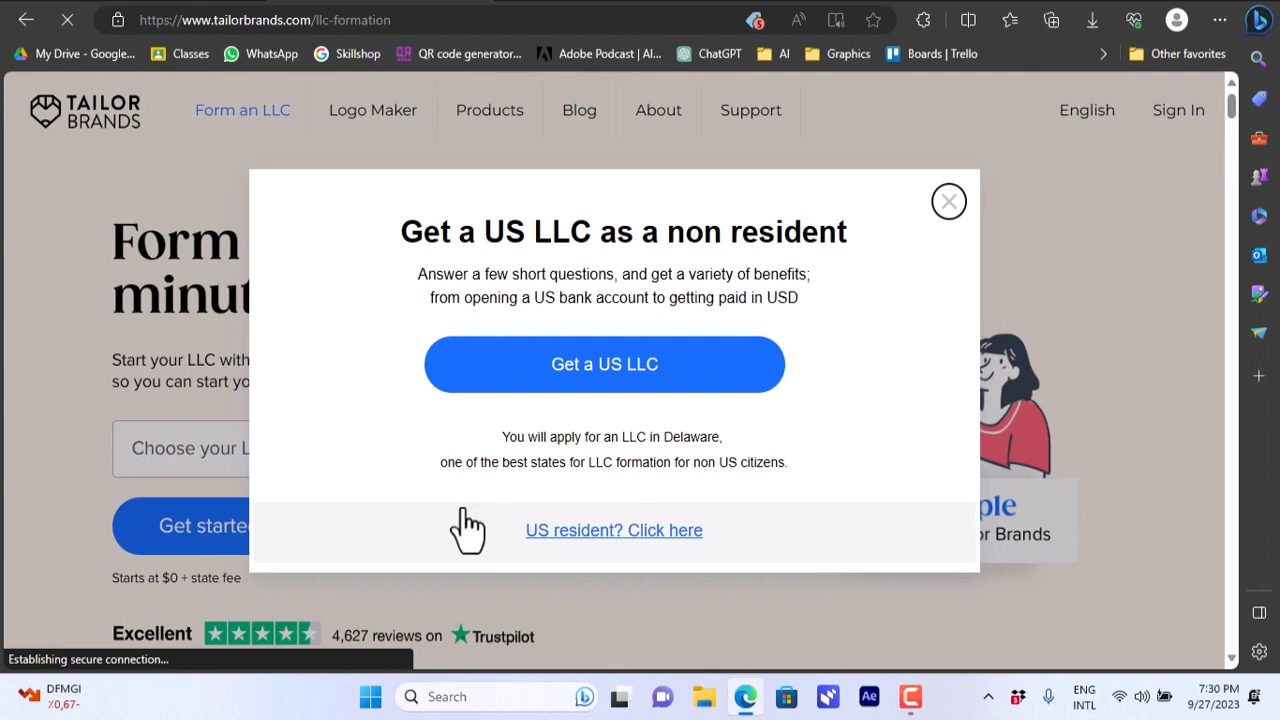 https://www.tailorbrands.com/llc-formation
My Drive - Google...
Classes
WhatsApp
Skillshop
QR code generator...
Adobe Podcast | AI...
ChatGPT
AI
Graphics
Boards | Trello
Other favorites
TAILOR
BRANDS
Form an LLC
Logo Maker
Products
Blog
About
Support
English
Sign In
Form
minut
Start your LLC with
so you can start yo
Choose your L
Get starte
Starts at $0 + state fee
Excellent
4,627 reviews on
Trustpilot
Get a US LLC as a non resident
Answer a few short questions, and get a variety of benefits;
from opening a US bank account to getting paid in USD
Get a US LLC
You will apply for an LLC in Delaware,
one of the best states for LLC formation for non US citizens.
US resident? Click here
ple
or Brands
Establishing secure connection...
DFMGI
٪0,67-
Search
ENG
INTL
7:30 PM
9/27/2023